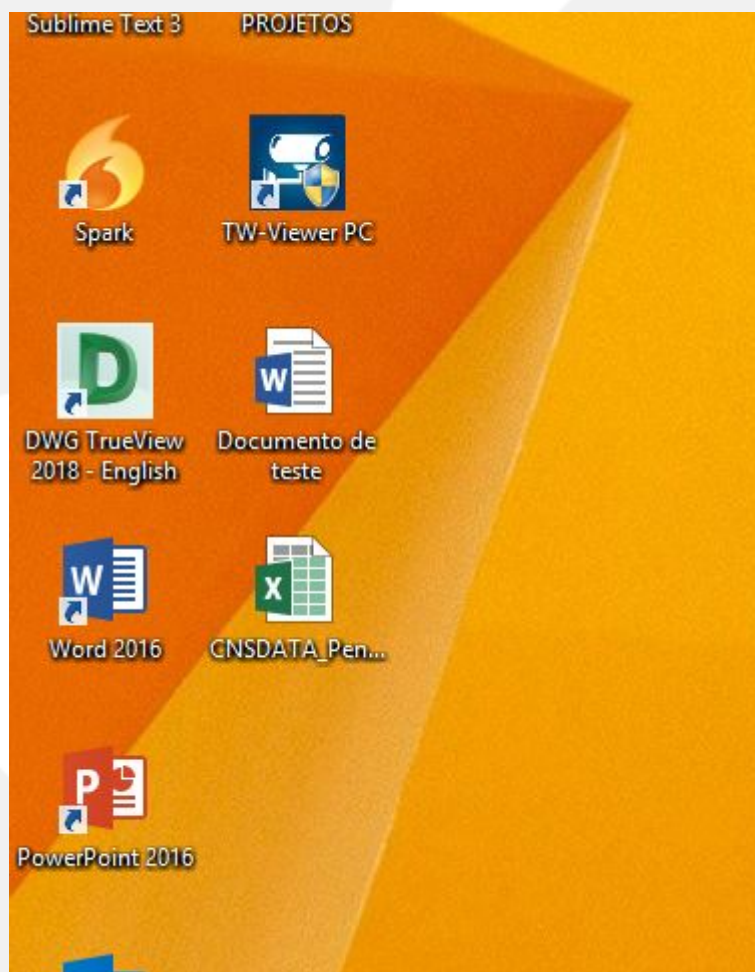 Sublime Text 3
PROJETOS
Spark
TW-Viewer PC
DWG TrueView
2018 - English
Documento de
teste
Word 2016
CNSDATA_Pen...
PowerPoint 2016